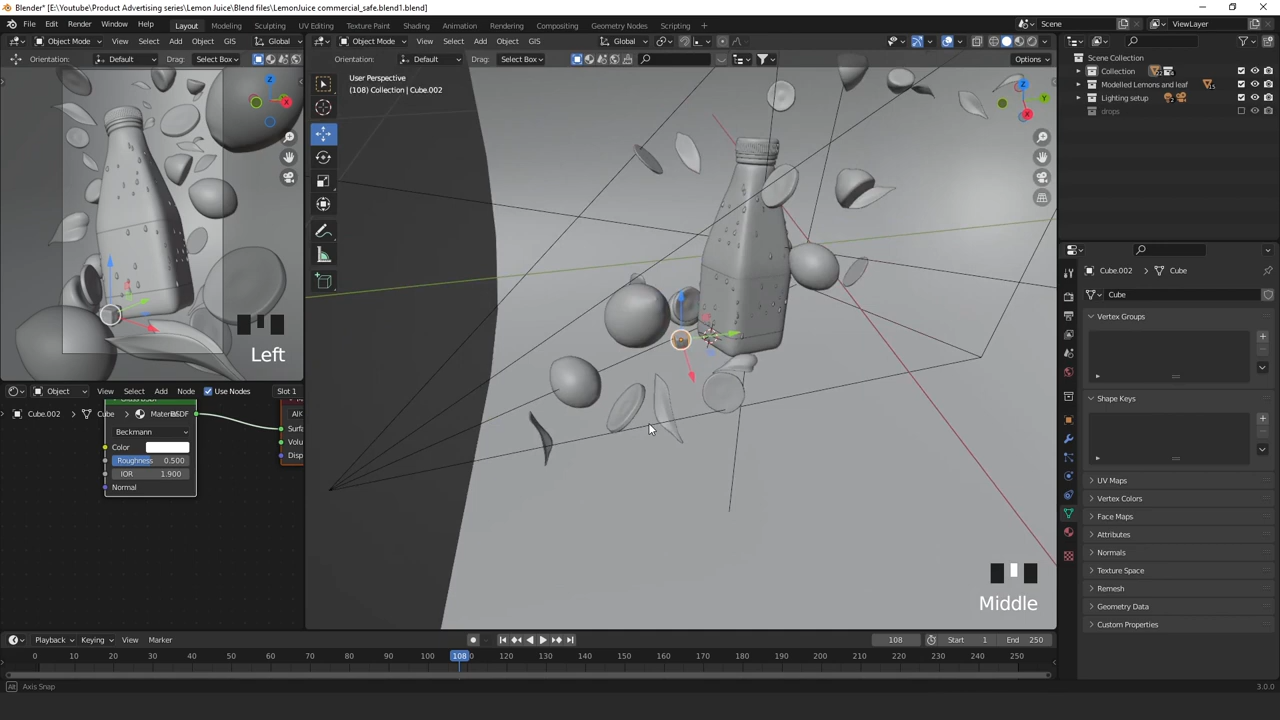 Blender* [E:\Youtube\Product Advertising series\Lemon Juice\Blend files\LemonJuice commercial_safe.blend1.blend]
File Edit Render Window Help Layout Modeling Sculpting UV Editing Texture Paint Shading Animation Rendering Compositing Geometry Nodes Scripting Scene ViewLayer
Object Mode View Select Add Object GIS Global Object Mode View Select Add Object GIS Global
Orientation: Default Drag: Select Box Orientation: Default Drag: Select Box Options
User Perspective
(108) Collection | Cube.002
Scene Collection
Collection
Modelled Lemons and leaf
Lighting setup
drops
Z
X
Z
Y
X
Left
Cube.002 Cube
Cube
Vertex Groups
Shape Keys
UV Maps
Vertex Colors
Face Maps
Attributes
Normals
Texture Space
Remesh
Geometry Data
Custom Properties
Object View Select Add Node Use Nodes Slot 1
Cube.002 Cube
Beckmann
Color
Roughness 0.500
IOR 1.900
Normal
Middle
Playback Keying View Marker 108 Start 1 End 250
0 10 20 30 40 50 60 70 80 90 100 108 120 130 140 150 160 170 180 190 200 210 220 230 240 250
Axis Snap 3.0.0